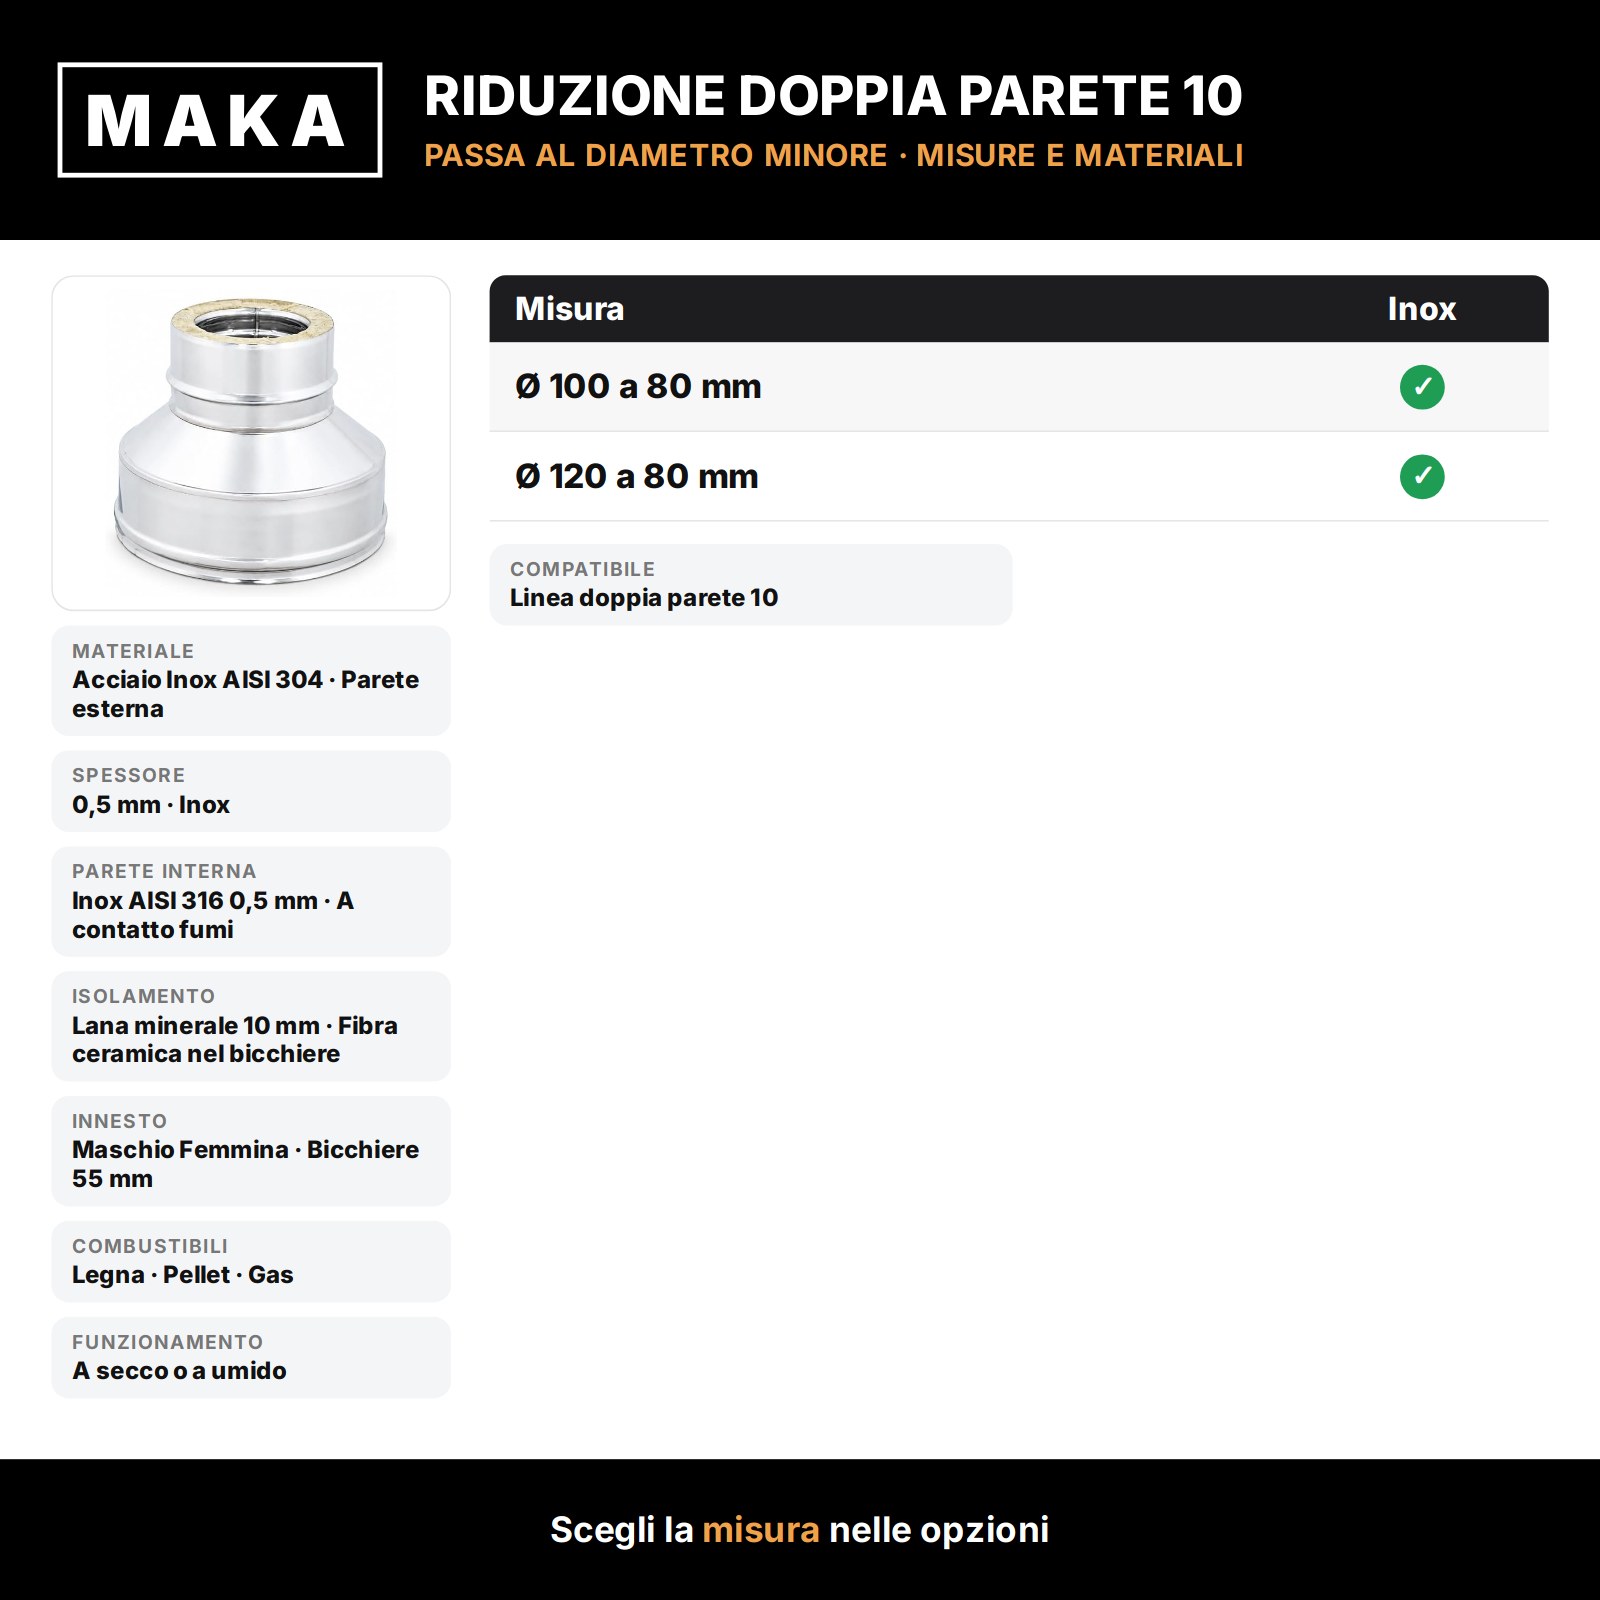 MAKA
RIDUZIONE DOPPIA PARETE 10
PASSA AL DIAMETRO MINORE · MISURE E MATERIALI
Misura Inox
Ø 100 a 80 mm ✓
Ø 120 a 80 mm ✓
COMPATIBILE
Linea doppia parete 10
MATERIALE
Acciaio Inox AISI 304 · Parete
esterna
SPESSORE
0,5 mm · Inox
PARETE INTERNA
Inox AISI 316 0,5 mm · A
contatto fumi
ISOLAMENTO
Lana minerale 10 mm · Fibra
ceramica nel bicchiere
INNESTO
Maschio Femmina · Bicchiere
55 mm
COMBUSTIBILI
Legna · Pellet · Gas
FUNZIONAMENTO
A secco o a umido
Scegli la misura nelle opzioni